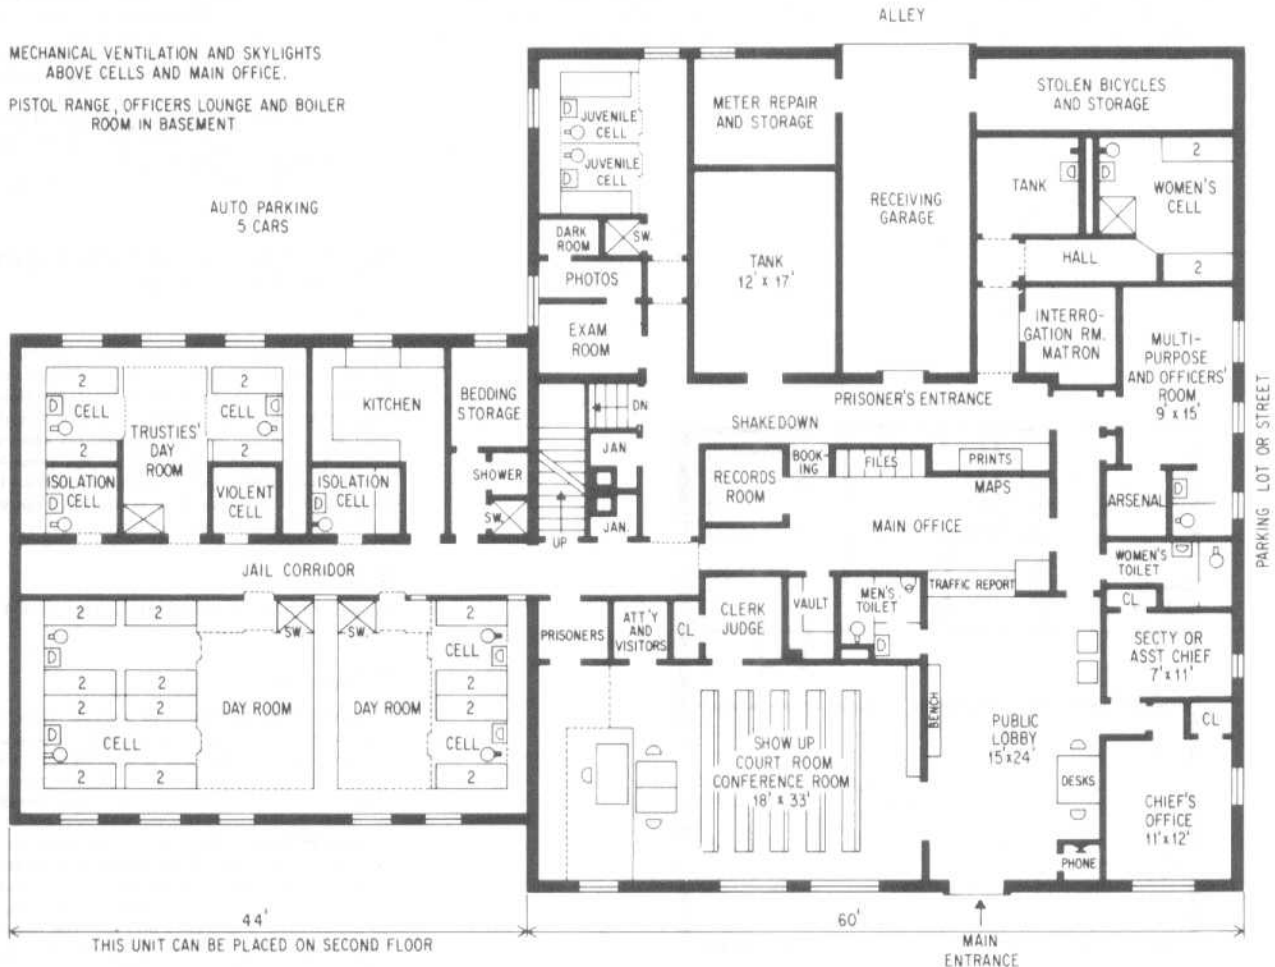 ALLEY
MECHANICAL VENTILATION AND SKYLIGHTS
ABOVE CELLS AND MAIN OFFICE.
PISTOL RANGE, OFFICERS LOUNGE AND BOILER
ROOM IN BASEMENT
AUTO PARKING
5 CARS
JUVENILE
CELL
JUVENILE
CELL
METER REPAIR
AND STORAGE
STOLEN BICYCLES
AND STORAGE
RECEIVING
GARAGE
TANK
WOMEN'S
CELL
2
2
HALL
DARK
ROOM
SW.
PHOTOS
EXAM
ROOM
TANK
12' x 17'
INTERRO-
GATION RM.
MATRON
MULTI-
PURPOSE
AND OFFICERS'
ROOM
9' x 15'
PARKING LOT OR STREET
2
CELL
2
2
CELL
2
TRUSTIES'
DAY
ROOM
KITCHEN
BEDDING
STORAGE
ISOLATION
CELL
VIOLENT
CELL
ISOLATION
CELL
SHOWER
SW.
DN
UP
JAN
JAN.
PRISONER'S ENTRANCE
SHAKEDOWN
RECORDS
ROOM
BOOK-
ING
FILES
PRINTS
MAPS
MAIN OFFICE
ARSENAL
WOMEN'S
TOILET
CL
JAIL CORRIDOR
TRAFFIC REPORT
PRISONERS
ATT'Y
AND
VISITORS
CL
CLERK
JUDGE
VAULT
MEN'S
TOILET
SECTY OR
ASST CHIEF
7' x 11'
CL
SW.
SW.
2
2
2
2
CELL
2
2
DAY ROOM
DAY ROOM
2
CELL
2
2
CELL
2
BENCH
PUBLIC
LOBBY
15' x 24'
SHOW UP
COURT ROOM
CONFERENCE ROOM
18' x 33'
DESKS
PHONE
CHIEF'S
OFFICE
11' x 12'
44'
60'
THIS UNIT CAN BE PLACED ON SECOND FLOOR
MAIN
ENTRANCE